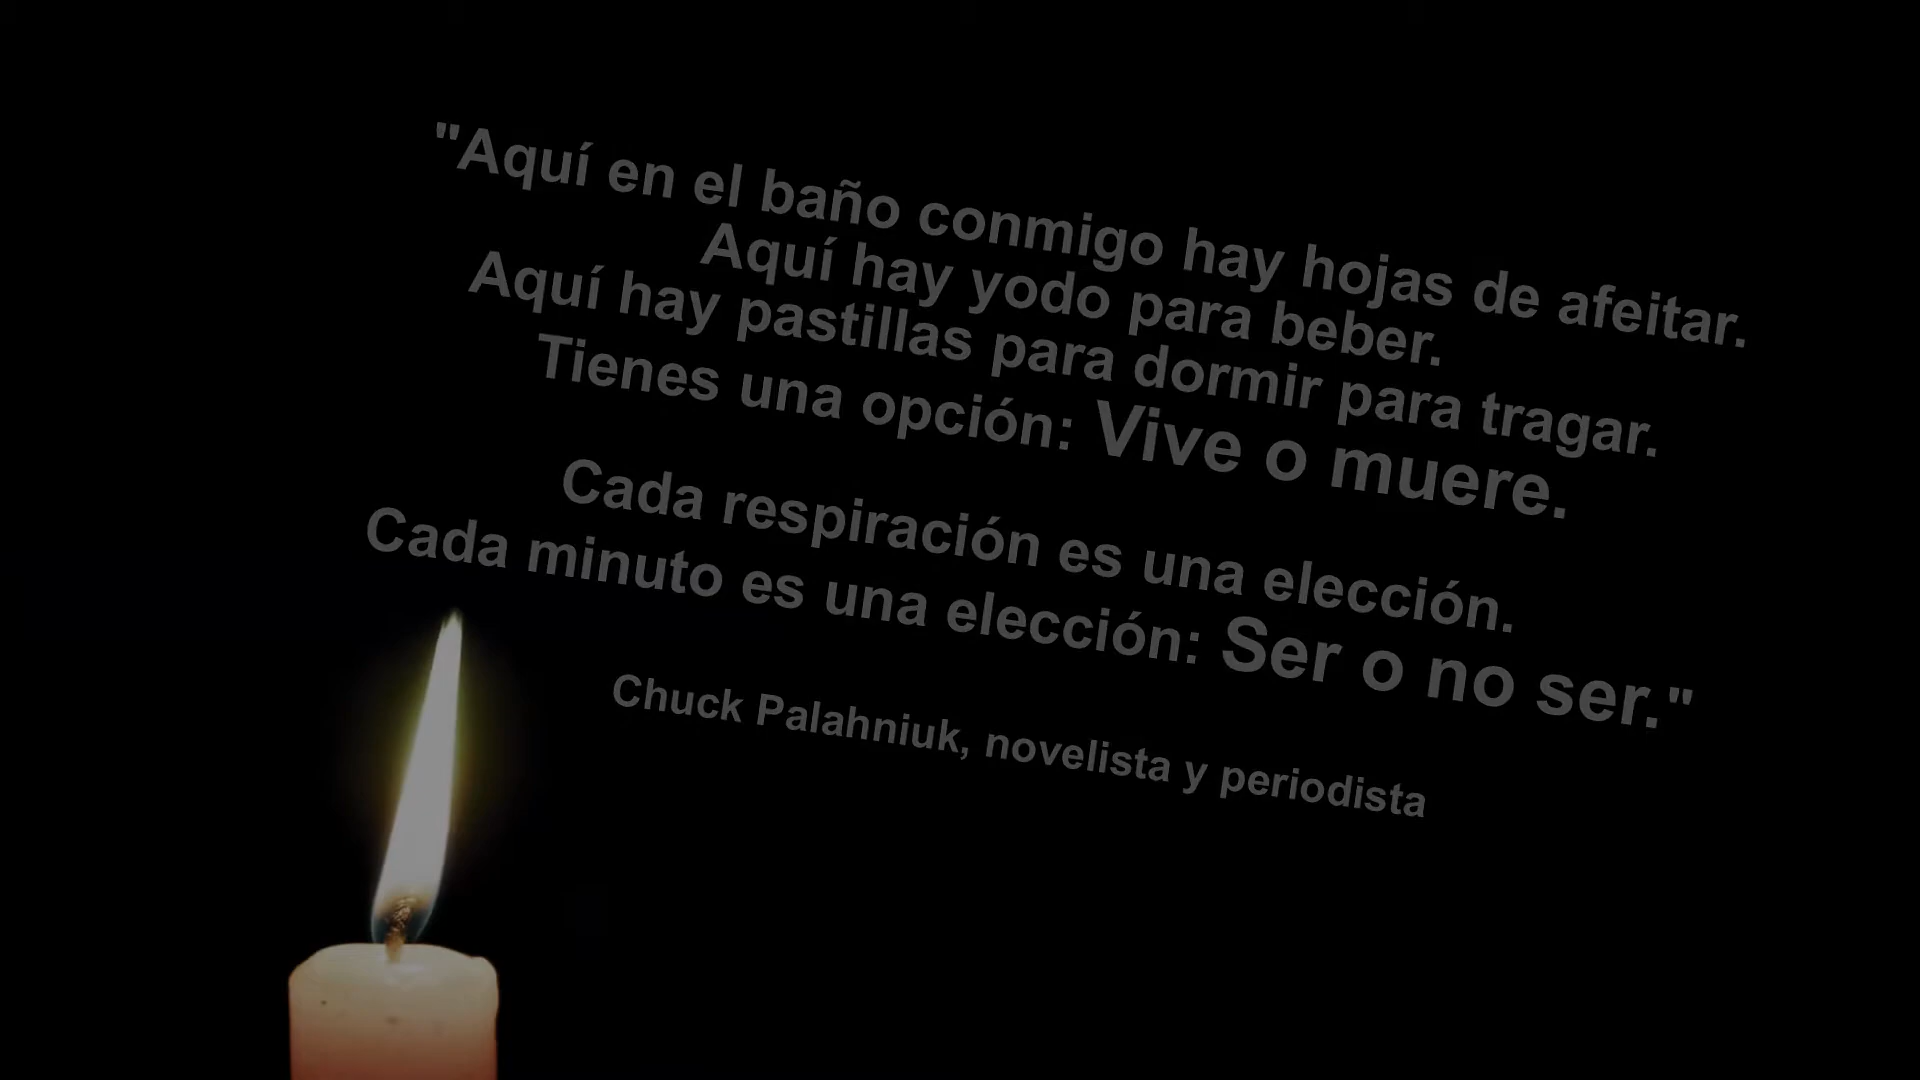 "Aquí en el baño conmigo hay hojas de afeitar.
Aquí hay yodo para beber.
Aquí hay pastillas para dormir para tragar.
Tienes una opción: Vive o muere.
Cada respiración es una elección.
Cada minuto es una elección: Ser o no ser."
Chuck Palahniuk, novelista y periodista